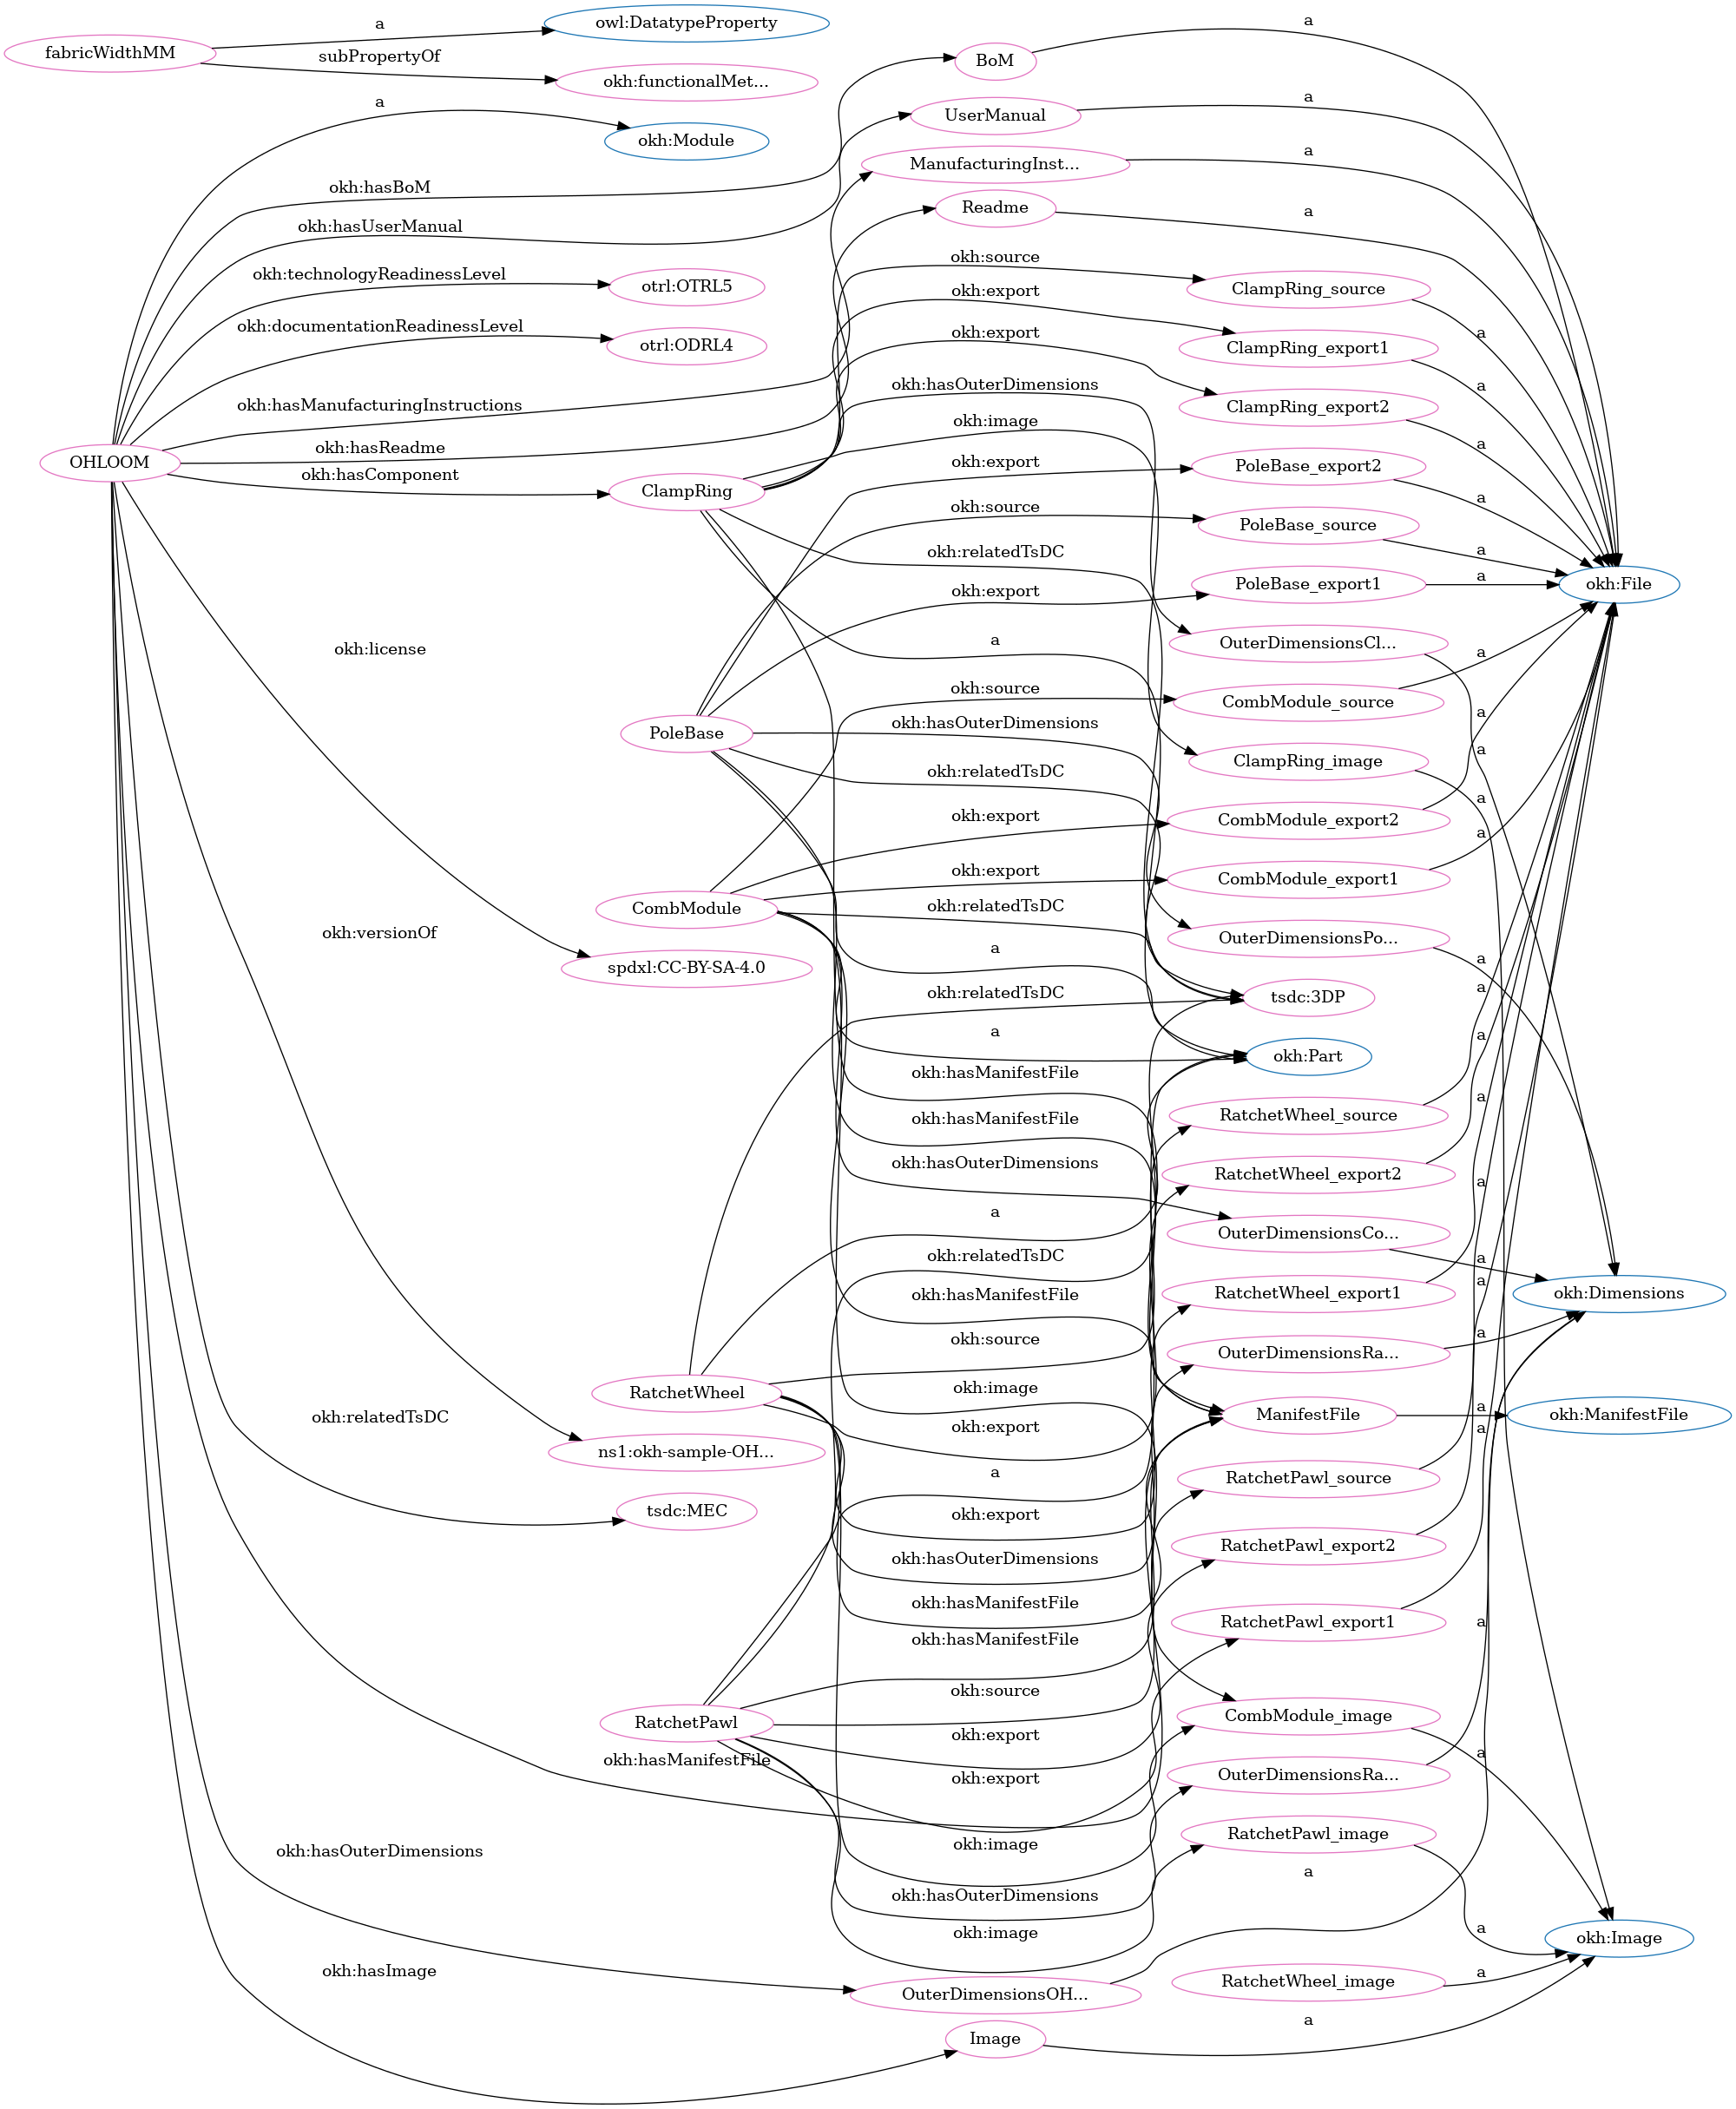 a
owl:DatatypeProperty
fabricWidthMM
subPropertyOf
okh:functionalMet...
a
okh:Module
okh:hasBoM
BoM
a
okh:hasUserManual
UserManual
a
ManufacturingInst...
a
Readme
a
okh:technologyReadinessLevel
otrl:OTRL5
okh:documentationReadinessLevel
otrl:ODRL4
okh:hasManufacturingInstructions
okh:hasReadme
OHLOOM
okh:hasComponent
ClampRing
okh:source
ClampRing_source
a
okh:export
ClampRing_export1
a
okh:export
ClampRing_export2
a
okh:hasOuterDimensions
okh:image
okh:export
PoleBase_export2
a
okh:source
PoleBase_source
a
okh:relatedTsDC
okh:export
PoleBase_export1
a
okh:File
a
OuterDimensionsCl...
a
okh:license
PoleBase
okh:source
CombModule_source
a
okh:hasOuterDimensions
okh:relatedTsDC
ClampRing_image
a
okh:export
CombModule_export2
a
okh:export
CombModule_export1
a
CombModule
okh:relatedTsDC
OuterDimensionsPo...
a
okh:versionOf
spdxl:CC-BY-SA-4.0
a
okh:relatedTsDC
tsdc:3DP
a
okh:Part
okh:hasManifestFile
RatchetWheel_source
a
okh:hasManifestFile
RatchetWheel_export2
a
okh:hasOuterDimensions
OuterDimensionsCo...
a
a
okh:relatedTsDC
okh:hasManifestFile
RatchetWheel_export1
a
okh:Dimensions
okh:source
OuterDimensionsRa...
a
RatchetWheel
okh:image
okh:export
ManifestFile
a
okh:ManifestFile
okh:relatedTsDC
ns1:okh-sample-OH...
a
RatchetPawl_source
a
tsdc:MEC
okh:export
okh:hasOuterDimensions
RatchetPawl_export2
a
okh:hasManifestFile
okh:hasManifestFile
RatchetPawl_export1
a
okh:source
RatchetPawl
okh:export
CombModule_image
a
okh:hasManifestFile
okh:export
OuterDimensionsRa...
a
okh:image
RatchetPawl_image
a
okh:hasOuterDimensions
okh:hasOuterDimensions
a
okh:image
okh:Image
okh:hasImage
RatchetWheel_image
a
OuterDimensionsOH...
Image
a